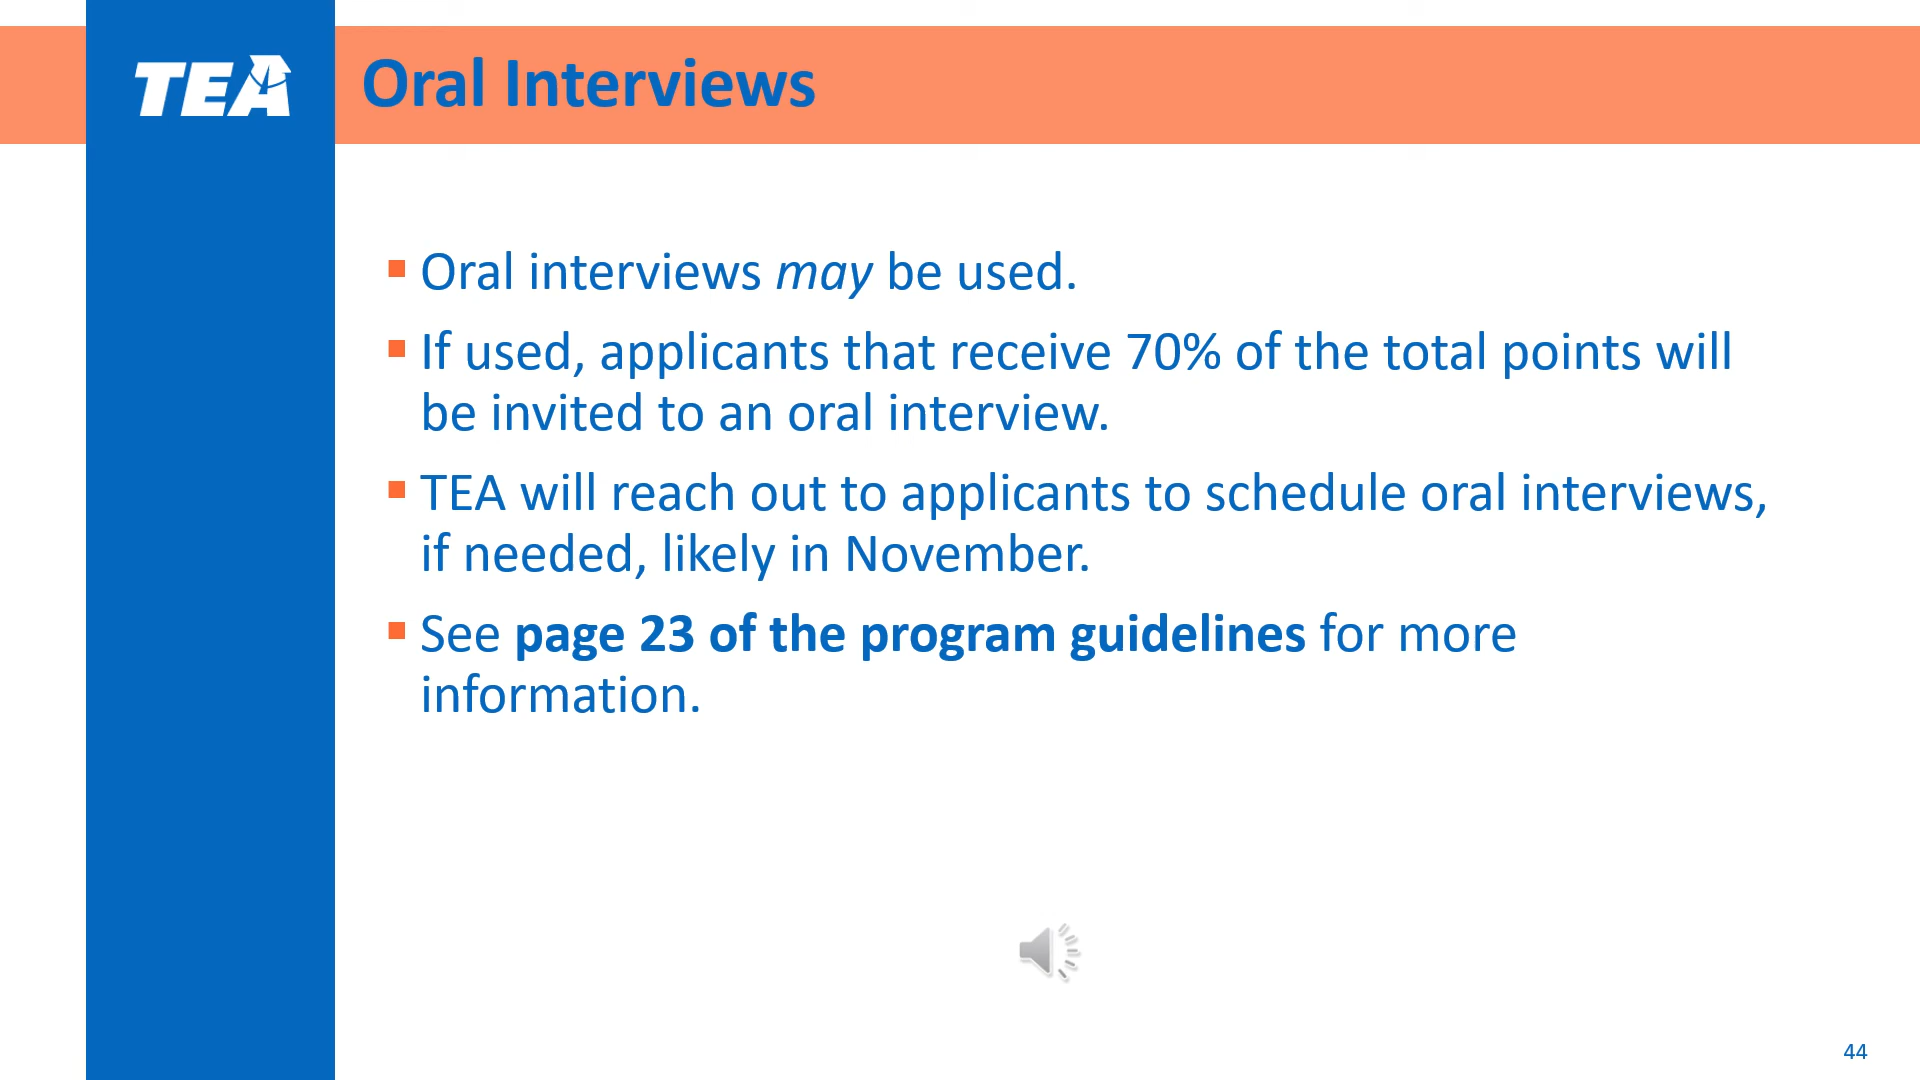 TEA
Oral Interviews
▪ Oral interviews may be used.
▪ If used, applicants that receive 70% of the total points will
be invited to an oral interview.
▪ TEA will reach out to applicants to schedule oral interviews,
if needed, likely in November.
▪ See page 23 of the program guidelines for more
information.
44